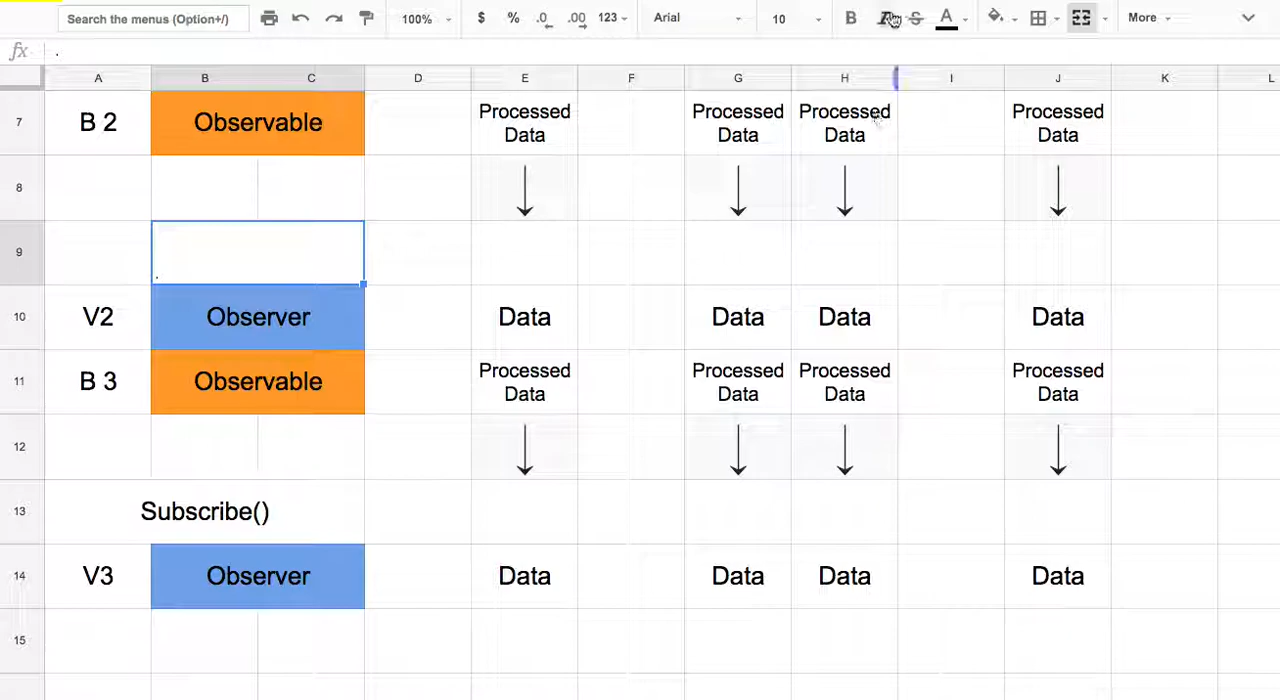 Search the menus (Option+/) 100% $ % .0 .00 123 Arial 10 B I S A More
fx .
A B C D E F G H I J K L
7 B 2 Observable Processed Data Processed Data Processed Data Processed Data
8
9 .
10 V2 Observer Data Data Data Data
11 B 3 Observable Processed Data Processed Data Processed Data Processed Data
12
13 Subscribe()
14 V3 Observer Data Data Data Data
15